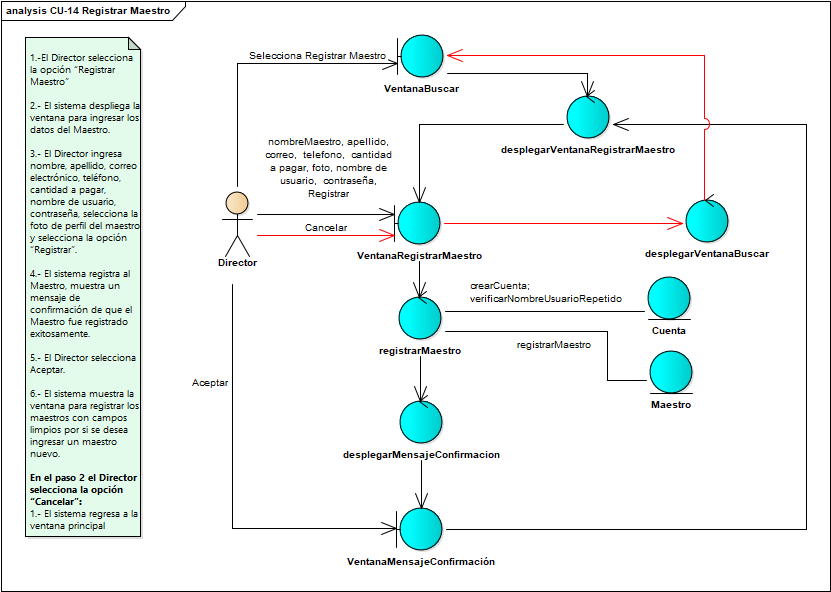 analysis CU-14 Registrar Maestro
1.-El Director selecciona
la opción "Registrar
Maestro"
2.- El sistema despliega la
ventana para ingresar los
datos del Maestro.
3.- El Director ingresa
nombre, apellido, correo
electrónico, teléfono,
cantidad a pagar,
nombre de usuario,
contraseña, selecciona la
foto de perfil del maestro
y selecciona la opción
"Registrar".
4.- El sistema registra al
Maestro, muestra un
mensaje de
confirmación de que el
Maestro fue registrado
exitosamente.
5.- El Director selecciona
Aceptar.
6.- El sistema muestra la
ventana para registrar los
maestros con campos
limpios por si se desea
ingresar un maestro
nuevo.
En el paso 2 el Director
selecciona la opción
"Cancelar":
1.- El sistema regresa a la
ventana principal
Selecciona Registrar Maestro
VentanaBuscar
desplegarVentanaRegistrarMaestro
nombreMaestro, apellido,
correo, telefono, cantidad
a pagar, foto, nombre de
usuario, contraseña,
Registrar
Cancelar
Director
VentanaRegistrarMaestro
desplegarVentanaBuscar
crearCuenta;
verificarNombreUsuarioRepetido
Cuenta
registrarMaestro
registrarMaestro
Maestro
Aceptar
desplegarMensajeConfirmacion
VentanaMensajeConfirmación